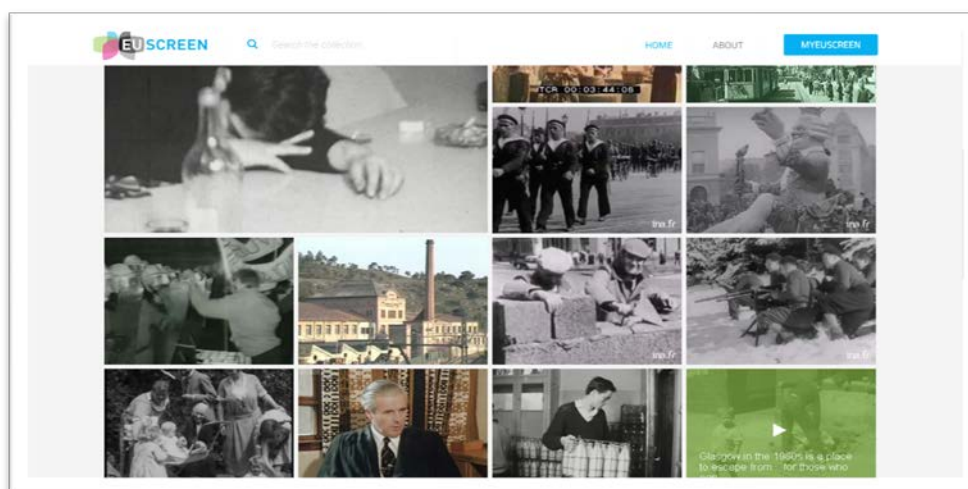 EUSCREEN
Search the collection
HOME
ABOUT
MYEUSCREEN
TCR 00:03:44:06
ina.fr
ina.fr
ina.fr
ina.fr
Glasgow in the 1960s is a place
to escape from... for those who